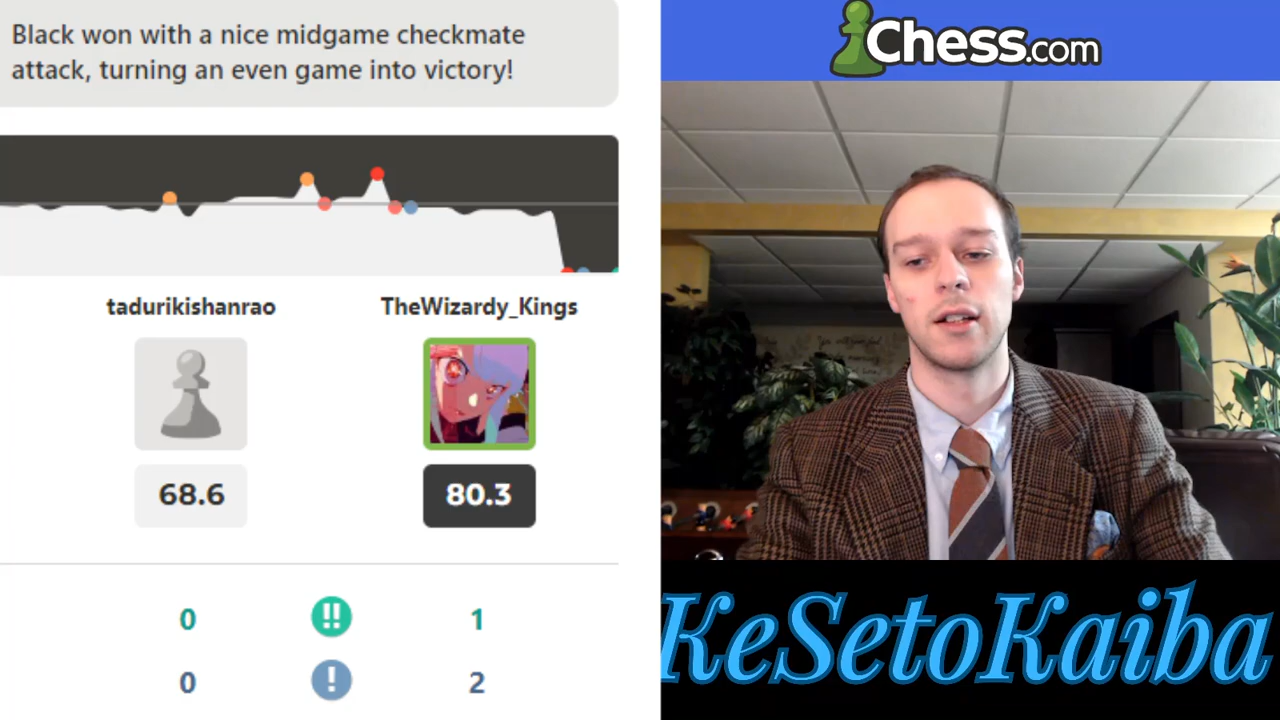 Black won with a nice midgame checkmate
attack, turning an even game into victory!
tadurikishanrao
TheWizardy_Kings
68.6
80.3
0 !! 1
0 ! 2
Chess.com
KeSetoKaiba